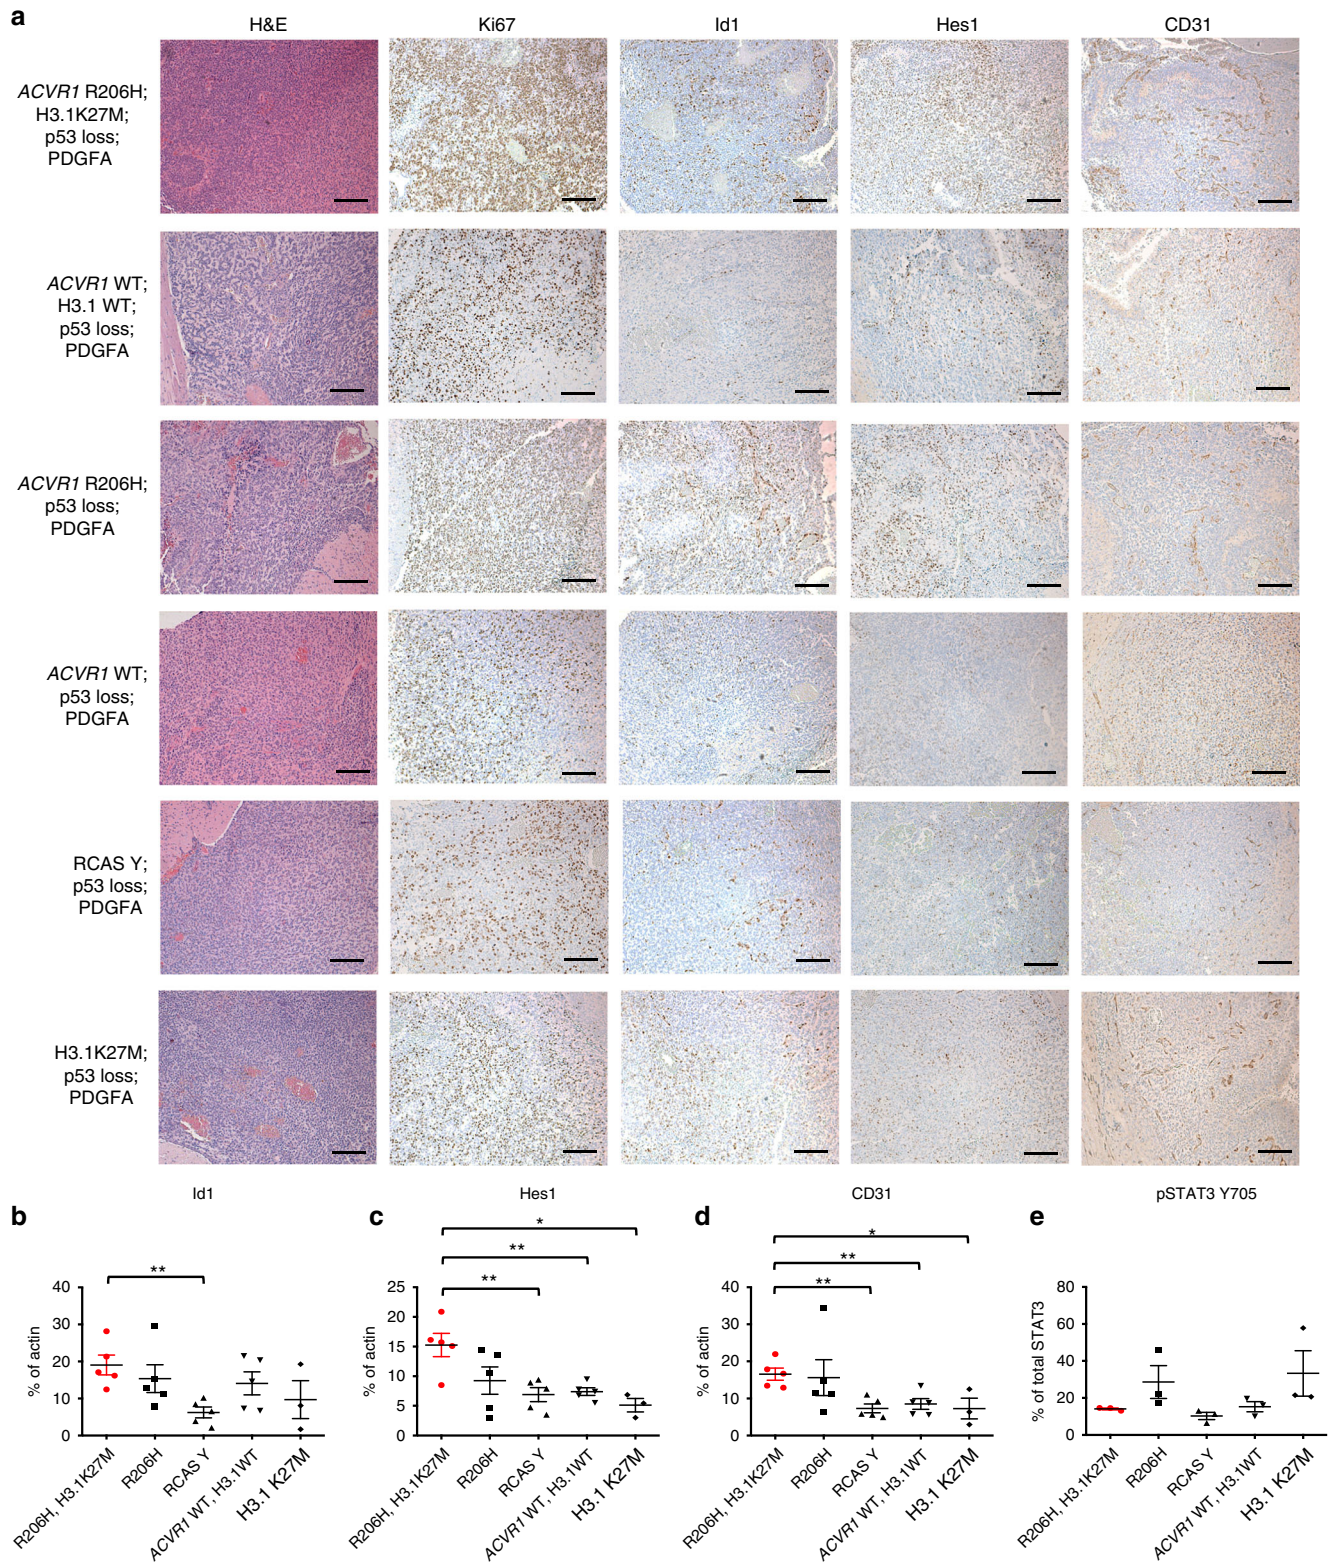 a
H&E Ki67 Id1 Hes1 CD31
ACVR1 R206H;
H3.1K27M;
p53 loss;
PDGFA
ACVR1 WT;
H3.1 WT;
p53 loss;
PDGFA
ACVR1 R206H;
p53 loss;
PDGFA
ACVR1 WT;
p53 loss;
PDGFA
RCAS Y;
p53 loss;
PDGFA
H3.1K27M;
p53 loss;
PDGFA
b
Id1
**
% of actin
40
30
20
10
0
R206H, H3.1K27M
R206H
RCAS Y
ACVR1 WT, H3.1WT
H3.1 K27M
c
Hes1
*
**
**
% of actin
25
20
15
10
5
0
R206H, H3.1K27M
R206H
RCAS Y
ACVR1 WT, H3.1WT
H3.1 K27M
d
CD31
*
**
**
% of actin
40
30
20
10
0
R206H, H3.1K27M
R206H
RCAS Y
ACVR1 WT, H3.1WT
H3.1 K27M
e
pSTAT3 Y705
% of total STAT3
80
60
40
20
0
R206H, H3.1K27M
R206H
RCAS Y
ACVR1 WT, H3.1WT
H3.1 K27M